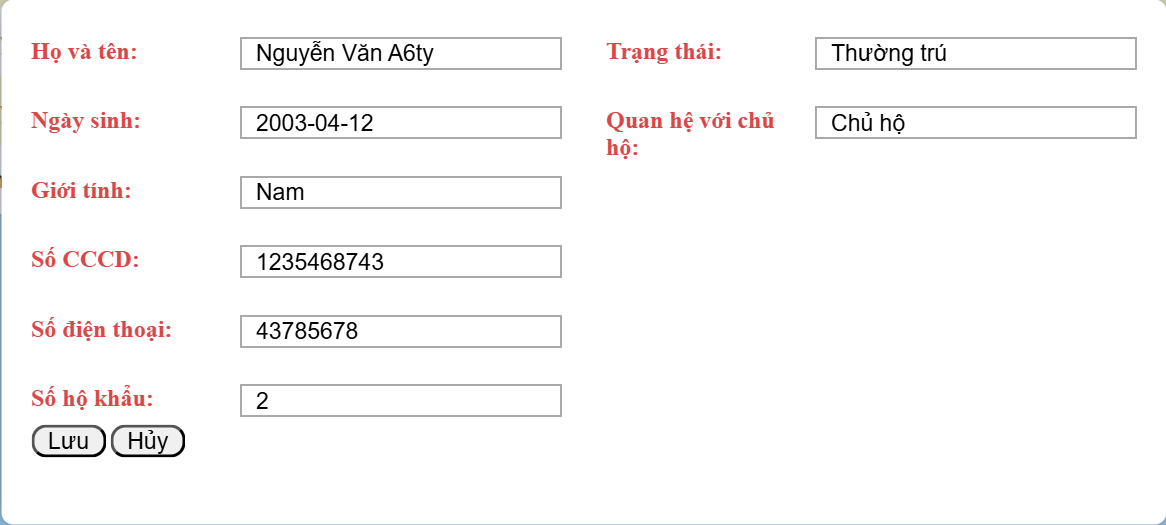 Họ và tên: Nguyễn Văn A6ty Trạng thái: Thường trú
Ngày sinh: 2003-04-12 Quan hệ với chủ Chủ hộ
hộ:
Giới tính: Nam
Số CCCD: 1235468743
Số điện thoại: 43785678
Số hộ khẩu: 2
Lưu Hủy